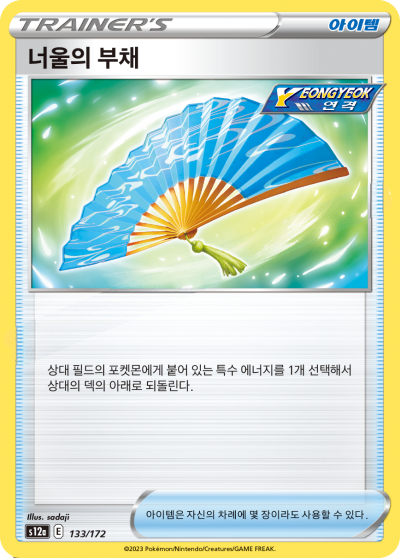 TRAINER'S
아이템
너울의 부채
YEONGYEOK
연격
상대 필드의 포켓몬에게 붙어 있는 특수 에너지를 1개 선택해서
상대의 덱의 아래로 되돌린다.
Illus. sadaji
s12a E 133/172
아이템은 자신의 차례에 몇 장이라도 사용할 수 있다.
©2023 Pokémon/Nintendo/Creatures/GAME FREAK.